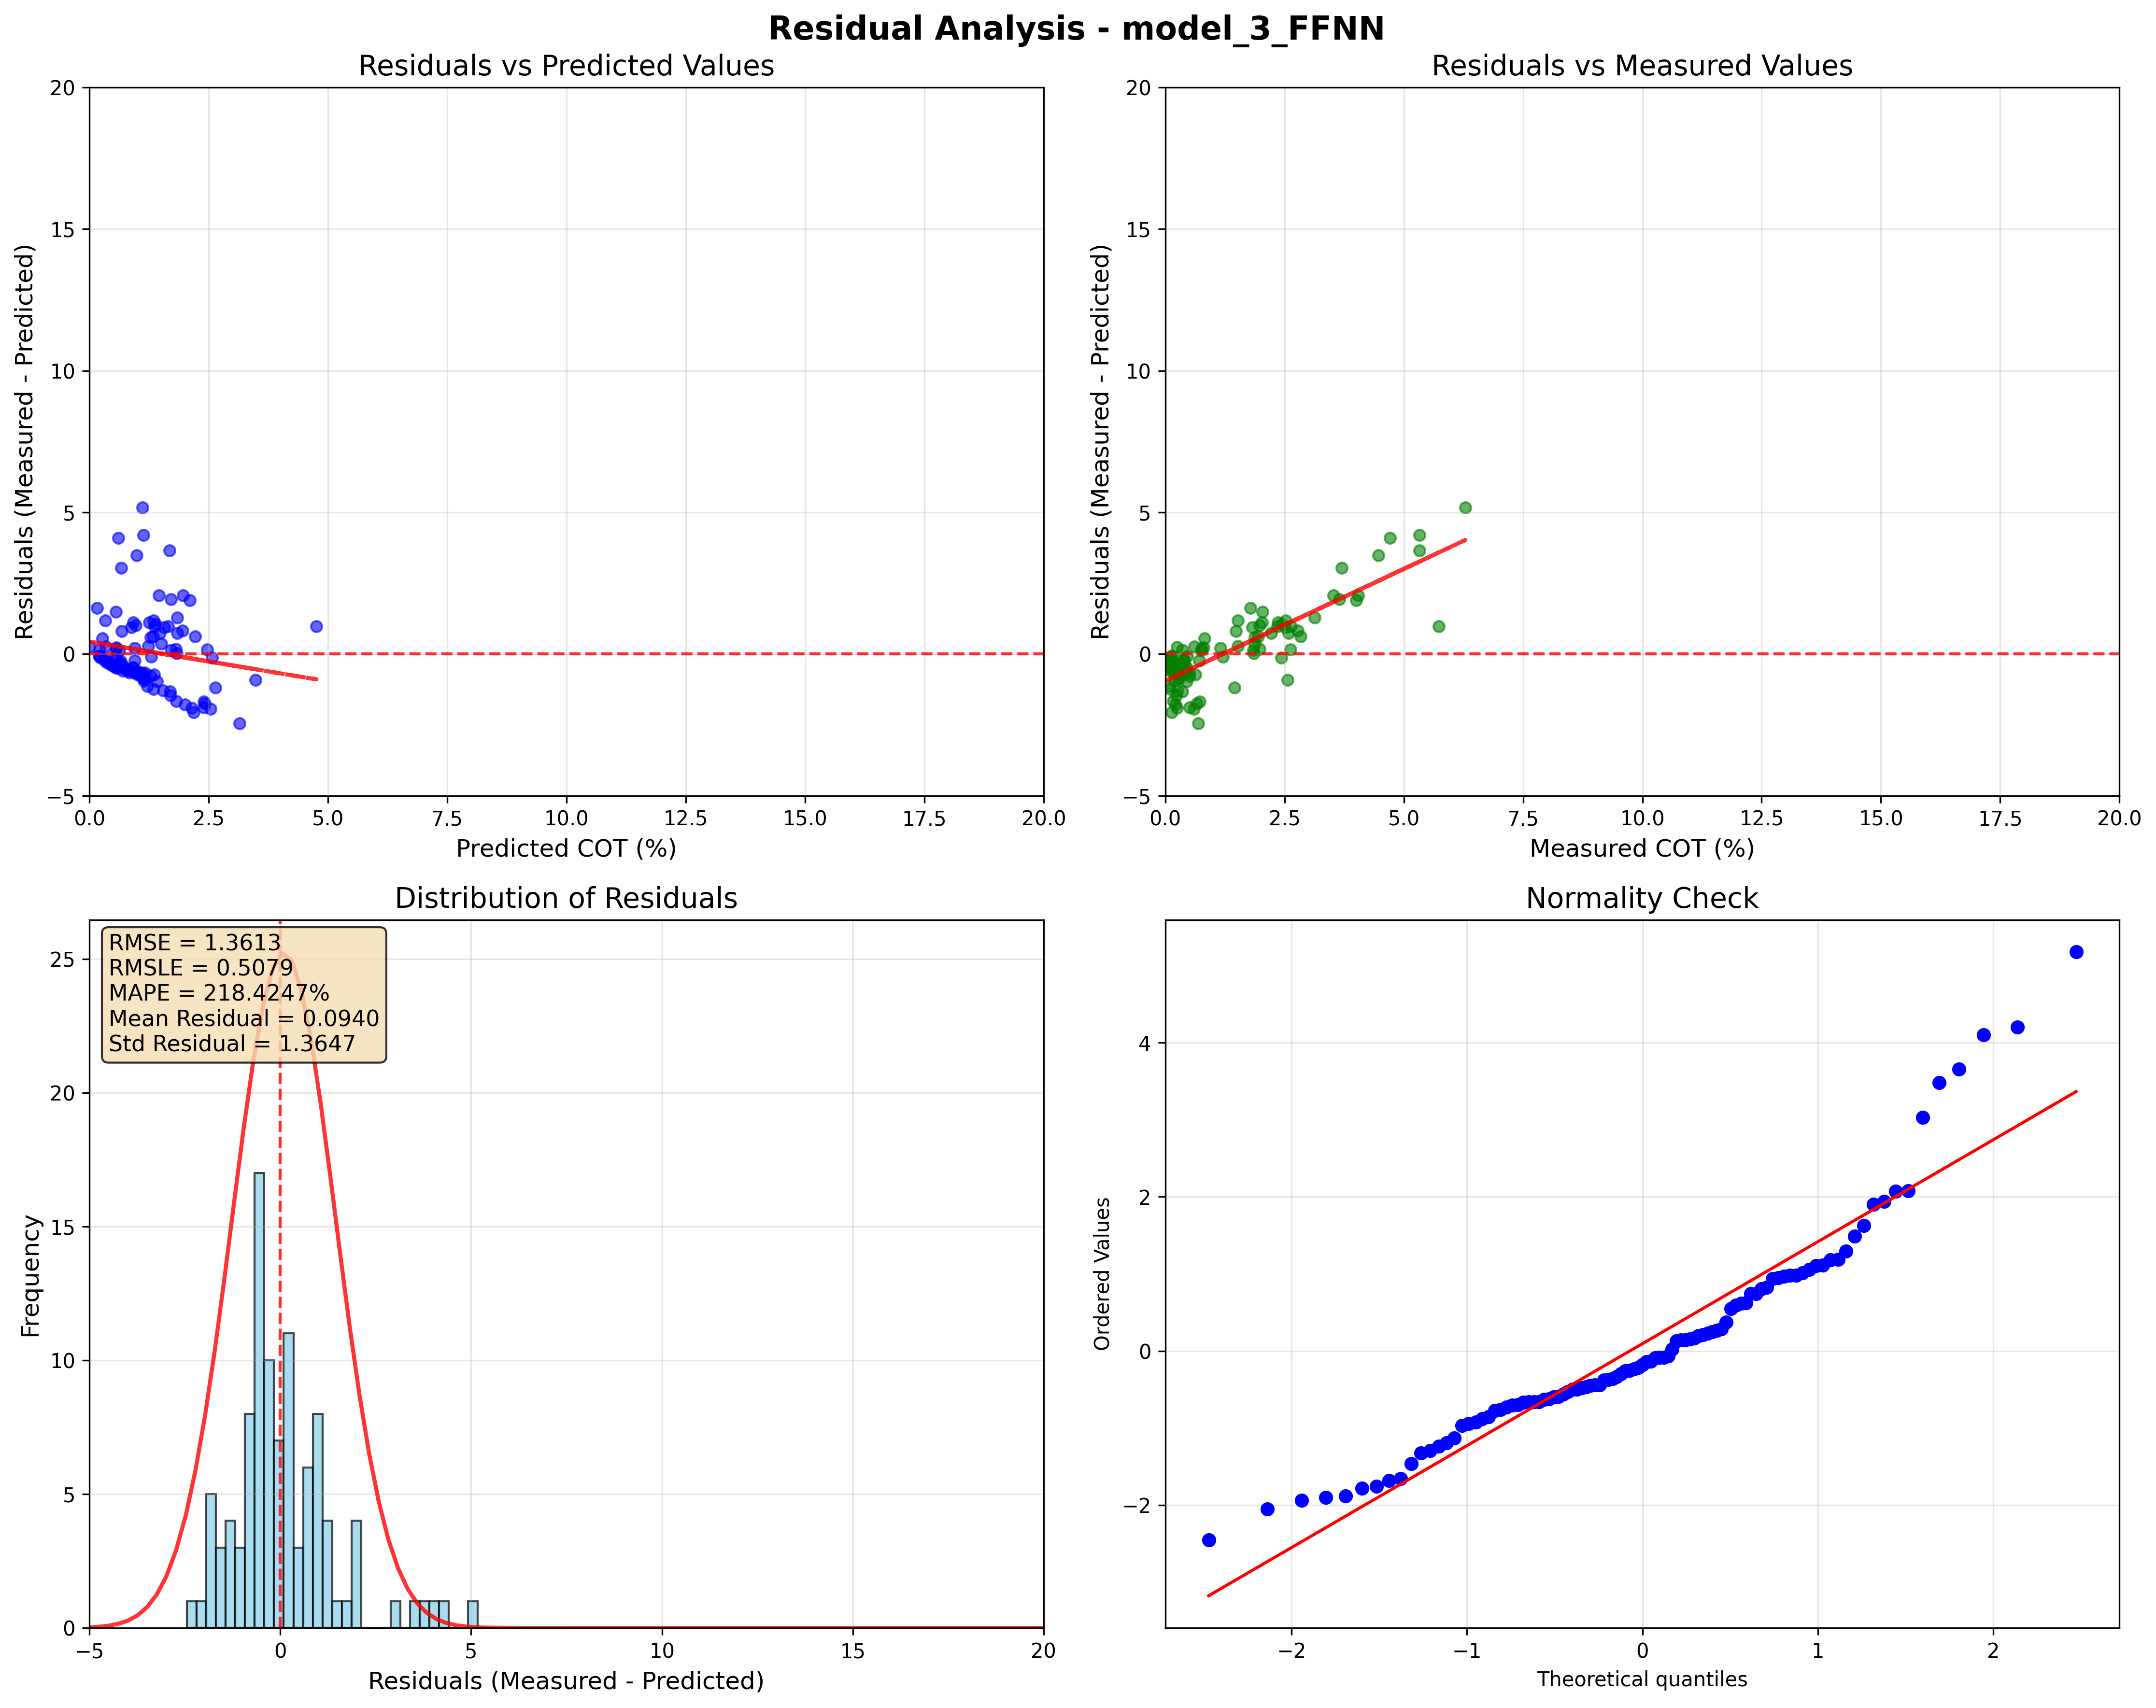 Residual Analysis - model_3_FFNN
Residuals vs Predicted Values
20
15
10
5
0
−5
Residuals (Measured - Predicted)
0.0 2.5 5.0 7.5 10.0 12.5 15.0 17.5 20.0
Predicted COT (%)
Residuals vs Measured Values
20
15
10
5
0
−5
Residuals (Measured - Predicted)
0.0 2.5 5.0 7.5 10.0 12.5 15.0 17.5 20.0
Measured COT (%)
Distribution of Residuals
RMSE = 1.3613
RMSLE = 0.5079
MAPE = 218.4247%
Mean Residual = 0.0940
Std Residual = 1.3647
25
20
15
10
5
0
Frequency
−5 0 5 10 15 20
Residuals (Measured - Predicted)
Normality Check
4
2
0
−2
Ordered Values
−2 −1 0 1 2
Theoretical quantiles